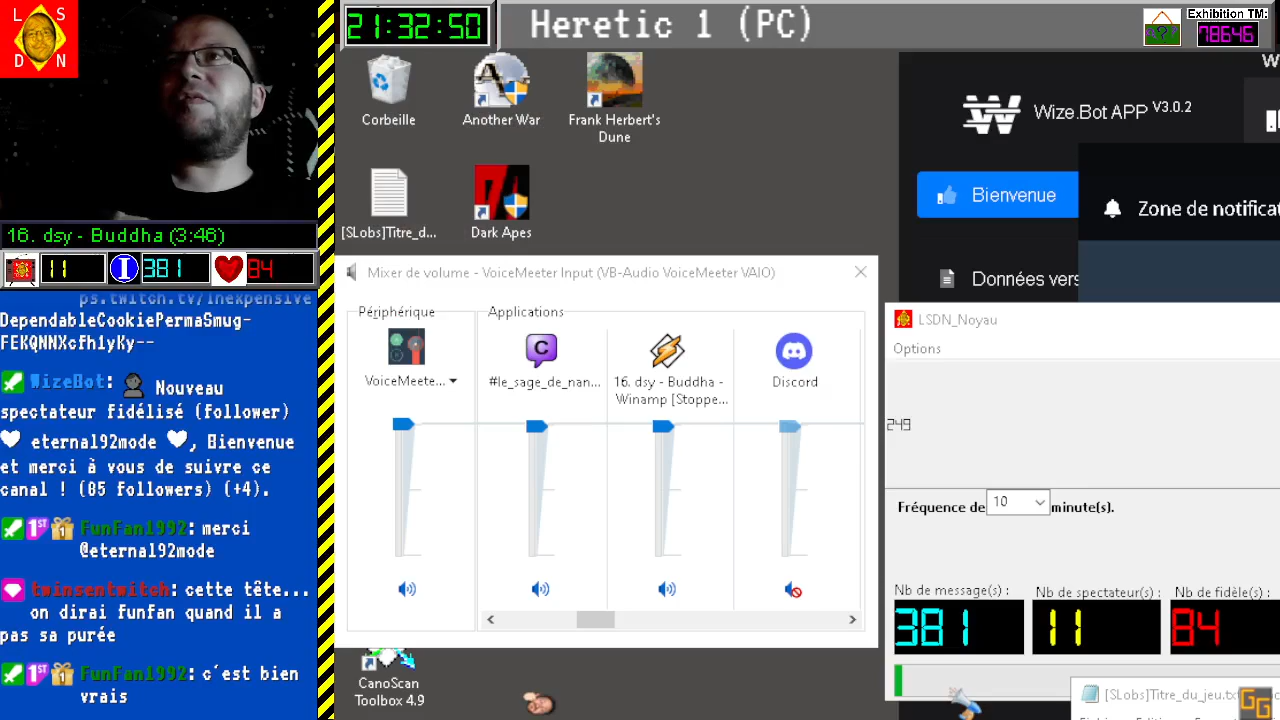 L S
D N
21:32:50
Heretic 1 (PC)
Exhibition TM:
78646
16. dsy - Buddha (3:46)
11
381
84
ps.twitch.tv/Inexpensive
DependableCookiePermaSmug-
FEKQNNXcfhlyKy--
WizeBot: Nouveau
spectateur fidélisé (follower)
eternal92mode, Bienvenue
et merci à vous de suivre ce
canal ! (85 followers) (+4).
FunFan1992: merci
@eternal92mode
twinsentwitch: cette tête...
on dirai funfan quand il a
pas sa purée
FunFan1992: c'est bien
vrais
Corbeille
Another War
Frank Herbert's
Dune
[SLobs]Titre_d...
Dark Apes
Mixer de volume - VoiceMeeter Input (VB-Audio VoiceMeeter VAIO)
Périphérique
Applications
VoiceMeete...
#le_sage_de_nan...
16. dsy - Buddha -
Winamp [Stoppe...
Discord
CanoScan
Toolbox 4.9
W
Wize.Bot APP V3.0.2
Bienvenue
Zone de notifica
Données vers
LSDN_Noyau
Options
249
Fréquence de 10 minute(s).
Nb de message(s) :
Nb de spectateur(s) :
Nb de fidèle(s) :
381
11
84
[SLobs]Titre_du_jeu.tx
GG